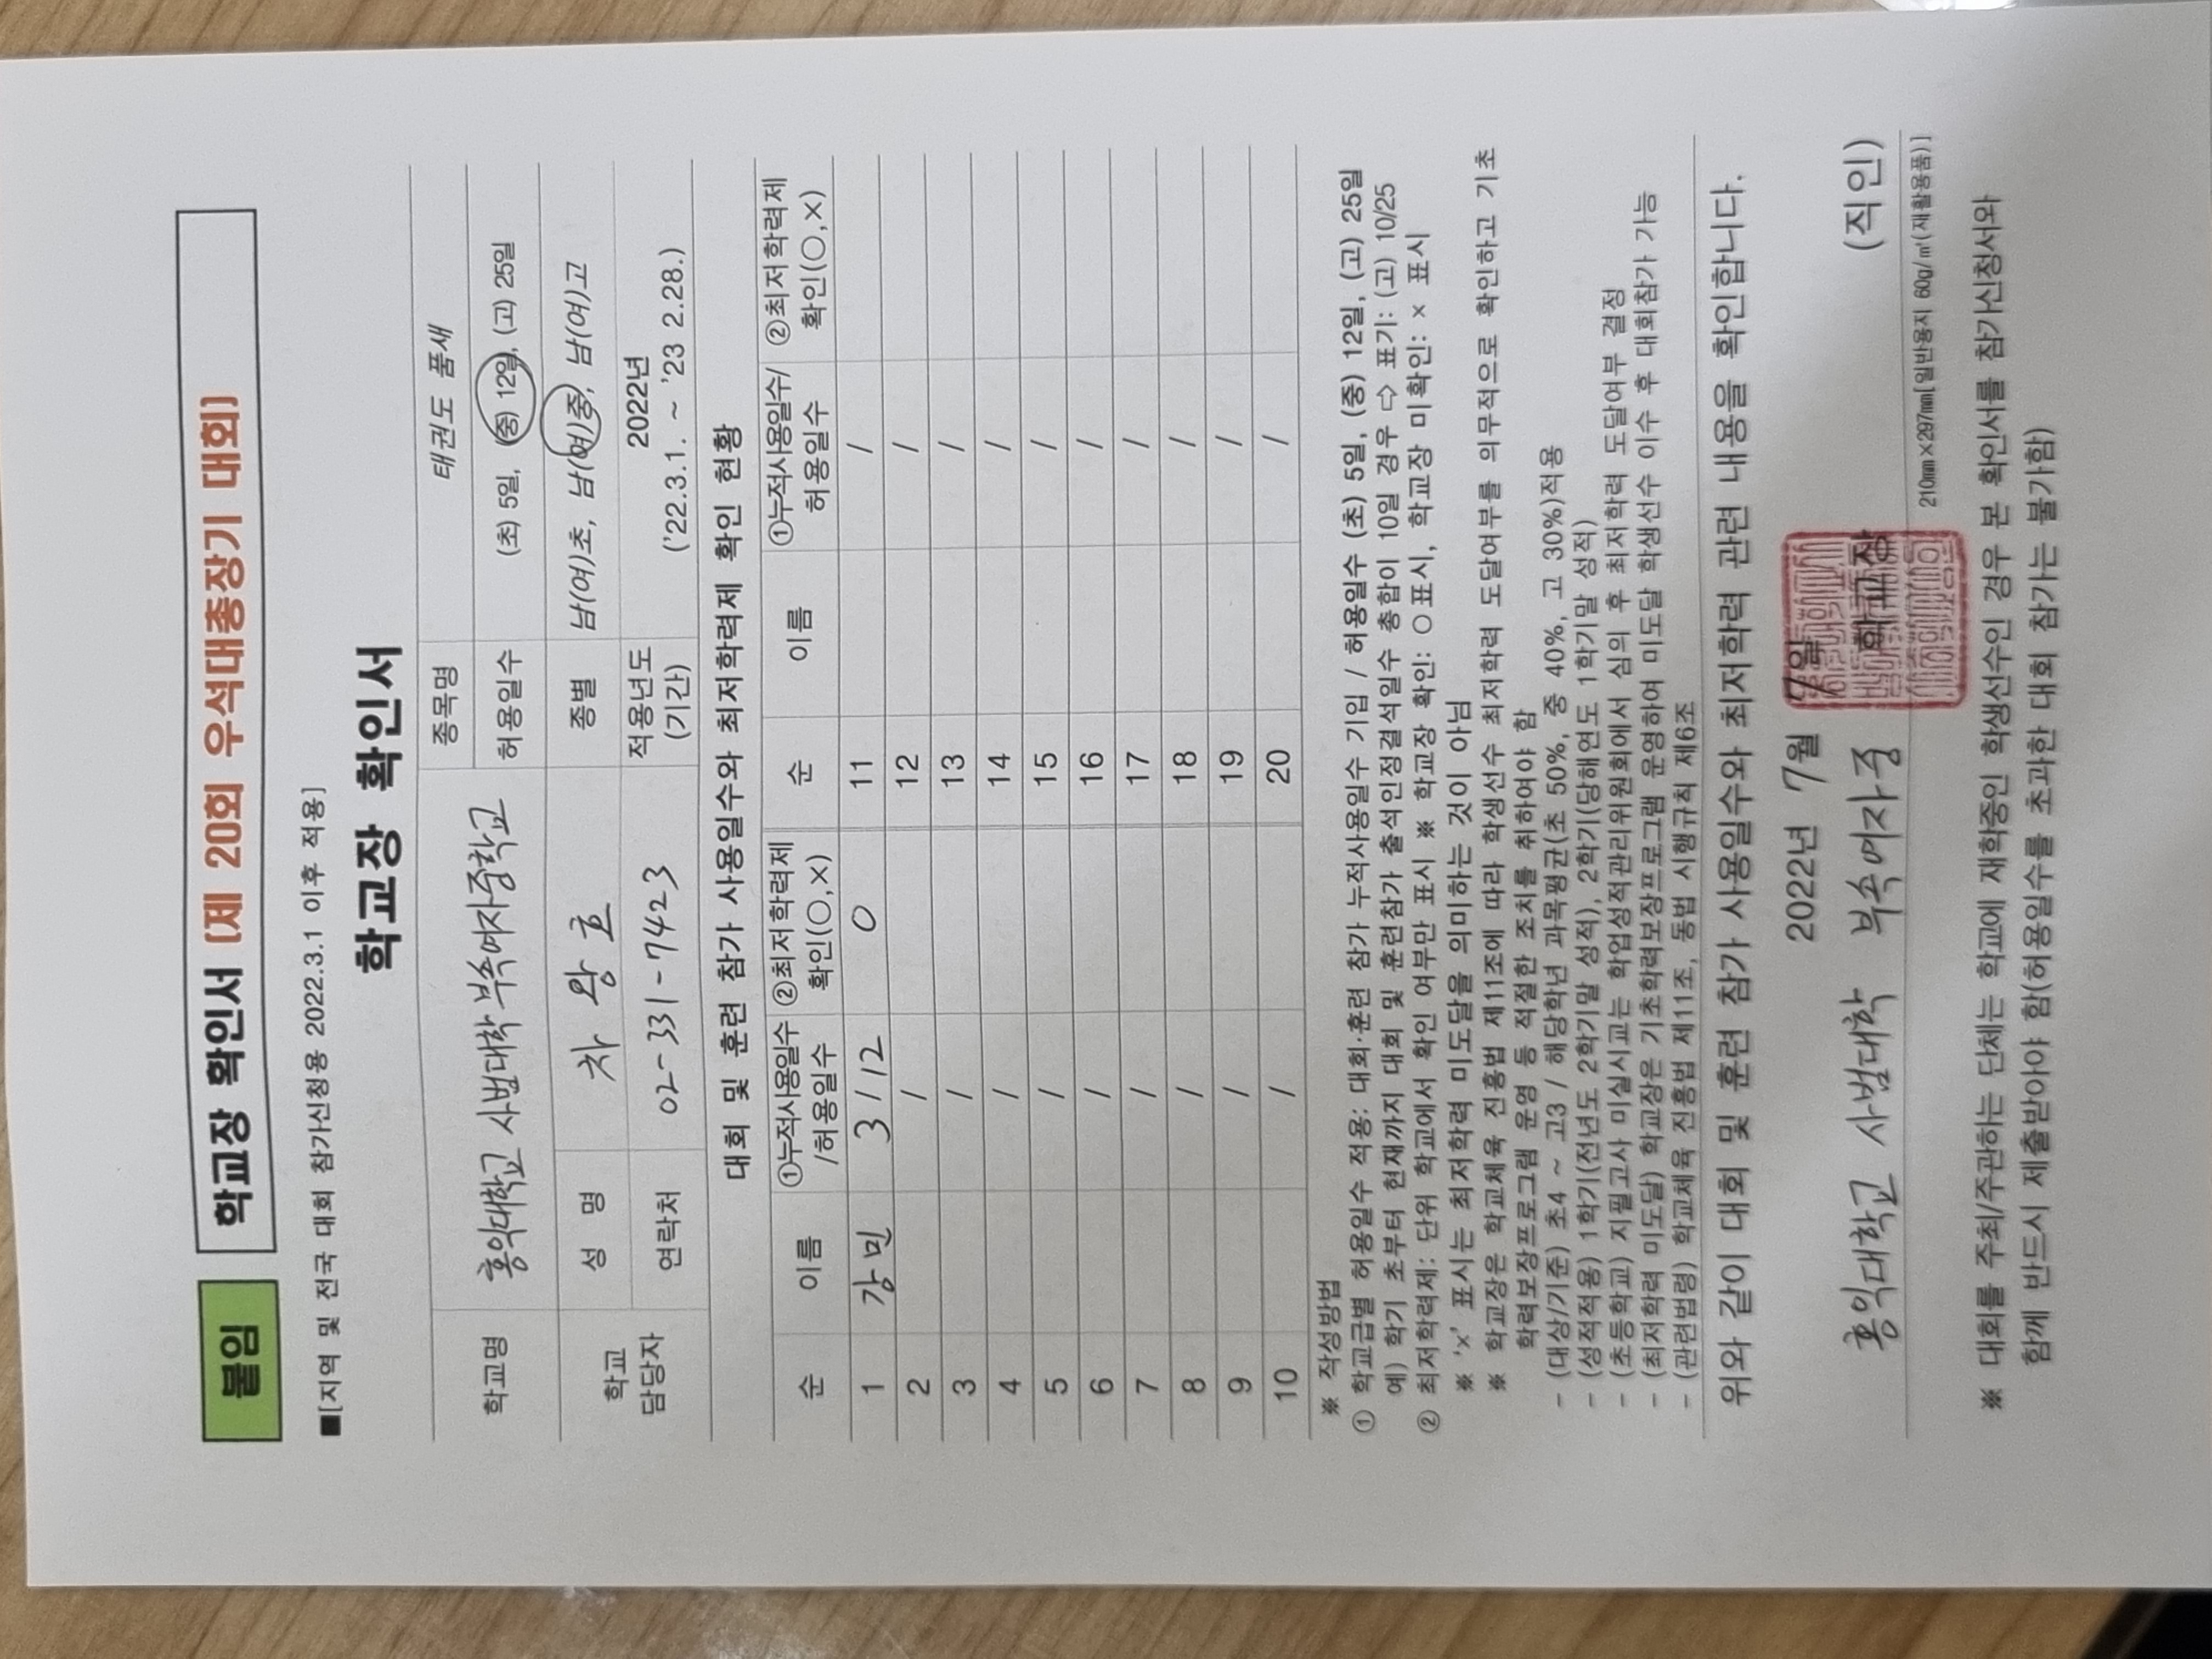 붙임 학교장 확인서 [제 20회 우석대총장기 대회]
■[지역 및 전국 대회 참가신청용 2022.3.1 이후 적용]
학교장 확인서
학교명 홍익대학교 사범대학 부속여자중학교 종목명 태권도 품새
허용일수 (초) 5일, (중) 12일, (고) 25일
학교 담당자 성 명 차 왕 호 종별 남(여)초, 남(여)중, 남(여)고
연락처 02-331-7423 적용년도 (기간) 2022년 ('22.3.1. ~ '23 2.28.)
대회 및 훈련 참가 사용일수와 최저학력제 확인 현황
순 이름 ①누적사용일수/허용일수 ②최저학력제 확인(○,×) 순 이름 ①누적사용일수/허용일수 ②최저학력제 확인(○,×)
1 강민 3/12 O 11 /
2 / 12 /
3 / 13 /
4 / 14 /
5 / 15 /
6 / 16 /
7 / 17 /
8 / 18 /
9 / 19 /
10 / 20 /
※ 작성방법
① 학교급별 허용일수 적용: 대회·훈련 참가 누적사용일수 기입 / 허용일수 (초) 5일, (중) 12일, (고) 25일
예) 학기 초부터 현재까지 대회 및 훈련참가 출석인정결석일수 총합이 10일 경우 ⇨ 표기: (고) 10/25
② 최저학력제: 단위 학교에서 확인 여부만 표시 ※ 학교장 확인: ○표시, 학교장 미확인: × 표시
※ '×' 표시는 최저학력 미도달을 의미하는 것이 아님
※ 학교장은 학교체육 진흥법 제11조에 따라 학생선수 최저학력 도달여부를 의무적으로 확인하고 기초
학력보장프로그램 운영 등 적절한 조치를 취하여야 함
- (대상/기준) 초4 ~ 고3 / 해당학년 과목평균(초 50%, 중 40%, 고 30%)적용
- (성적적용) 1학기(전년도 2학기말 성적), 2학기(당해연도 1학기말 성적)
- (초등학교) 지필고사 미실시교는 학업성적관리위원회에서 심의 후 최저학력 도달여부 결정
- (최저학력 미도달) 학교장은 기초학력보장프로그램 운영하여 미도달 학생선수 이수 후 대회참가 가능
- (관련법령) 학교체육 진흥법 제11조, 동법 시행규칙 제6조
위와 같이 대회 및 훈련 참가 사용일수와 최저학력 관련 내용을 확인합니다.
2022년 7월 7일
홍익대학교 사범대학 부속여자중 학교장 (직인)
210㎜×297㎜[일반용지 60g/㎡(재활용품)]
※ 대회를 주최/주관하는 단체는 학교에 재학중인 학생선수인 경우 본 확인서를 참가신청서와
함께 반드시 제출받아야 함(허용일수를 초과한 대회 참가는 불가함)